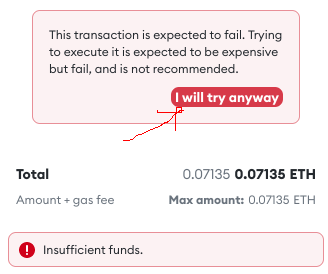 This transaction is expected to fail. Trying
to execute it is expected to be expensive
but fail, and is not recommended.
I will try anyway
Total 0.07135 0.07135 ETH
Amount + gas fee Max amount: 0.07135 ETH
Insufficient funds.